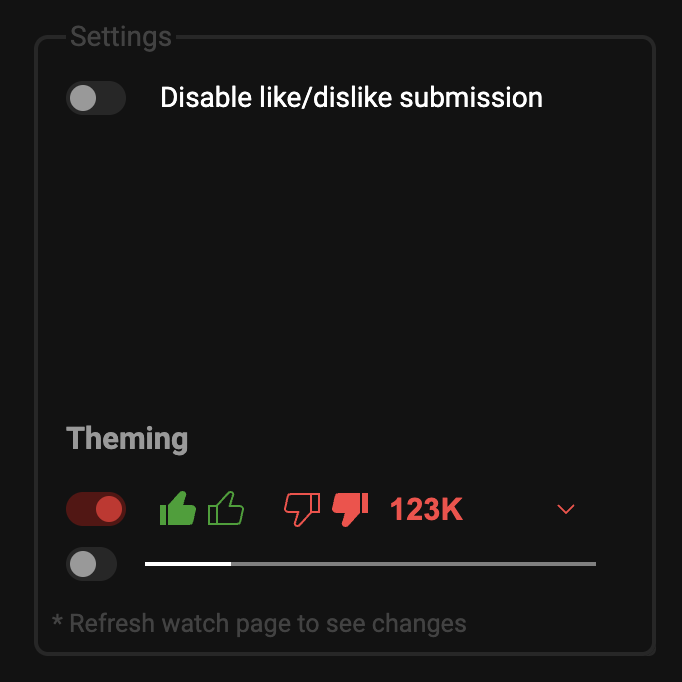 Settings
Disable like/dislike submission
Theming
123K
* Refresh watch page to see changes